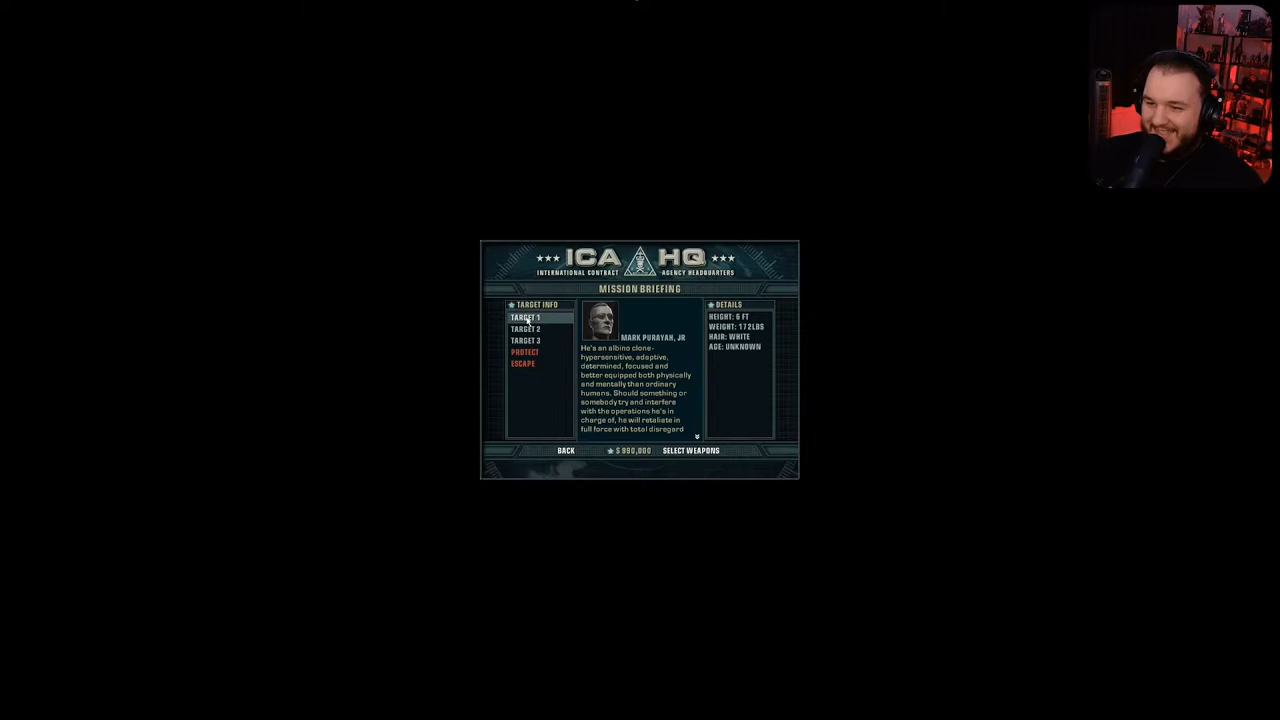 ICA HQ
INTERNATIONAL CONTRACT AGENCY HEADQUARTERS
MISSION BRIEFING
TARGET INFO
TARGET 1
TARGET 2
TARGET 3
PROTECT
ESCAPE
MARK PURAYAH, JR
He's an albino clone-
hypersensitive, adaptive,
determined, focused and
better equipped both physically
and mentally than ordinary
humans. Should something or
somebody try and interfere
with the operations he's in
charge of, he will retaliate in
full force with total disregard
DETAILS
HEIGHT: 6 FT
WEIGHT: 172LBS
HAIR: WHITE
AGE: UNKNOWN
BACK
$ 990,000
SELECT WEAPONS